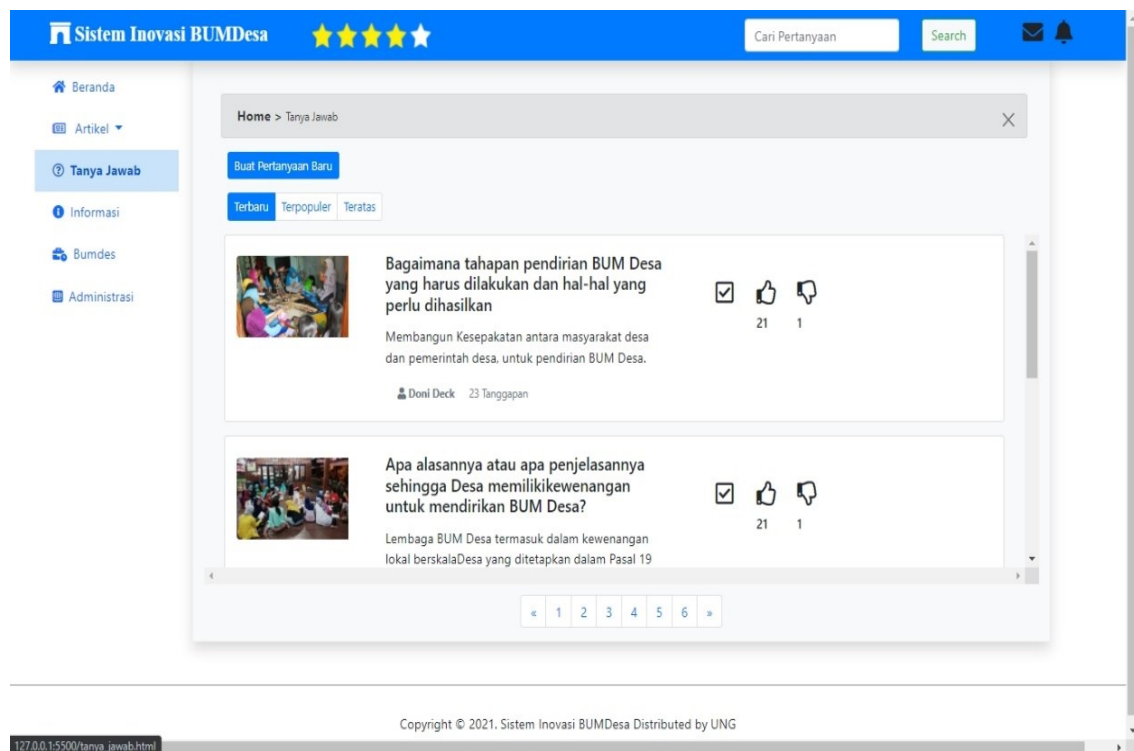 Sistem Inovasi BUMDesa
Cari Pertanyaan
Search
Beranda
Artikel
Tanya Jawab
Informasi
Bumdes
Administrasi
Home > Tanya Jawab
X
Buat Pertanyaan Baru
Terbaru Terpopuler Teratas
Bagaimana tahapan pendirian BUM Desa
yang harus dilakukan dan hal-hal yang
perlu dihasilkan
Membangun Kesepakatan antara masyarakat desa
dan pemerintah desa, untuk pendirian BUM Desa.
Doni Deck 23 Tanggapan
21 1
Apa alasannya atau apa penjelasannya
sehingga Desa memilikikewenangan
untuk mendirikan BUM Desa?
Lembaga BUM Desa termasuk dalam kewenangan
lokal berskalaDesa yang ditetapkan dalam Pasal 19
21 1
« 1 2 3 4 5 6 »
Copyright © 2021. Sistem Inovasi BUMDesa Distributed by UNG
127.0.0.1:5500/tanya_jawab.html